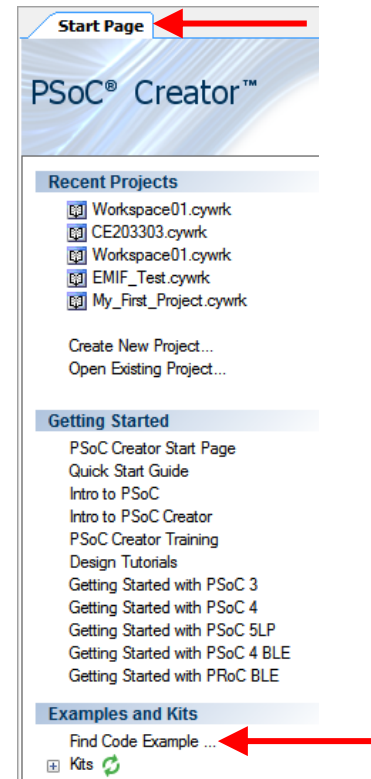 Start Page
PSoC® Creator™
Recent Projects
Workspace01.cywrk
CE203303.cywrk
Workspace01.cywrk
EMIF_Test.cywrk
My_First_Project.cywrk
Create New Project...
Open Existing Project...
Getting Started
PSoC Creator Start Page
Quick Start Guide
Intro to PSoC
Intro to PSoC Creator
PSoC Creator Training
Design Tutorials
Getting Started with PSoC 3
Getting Started with PSoC 4
Getting Started with PSoC 5LP
Getting Started with PSoC 4 BLE
Getting Started with PRoC BLE
Examples and Kits
Find Code Example ...
Kits